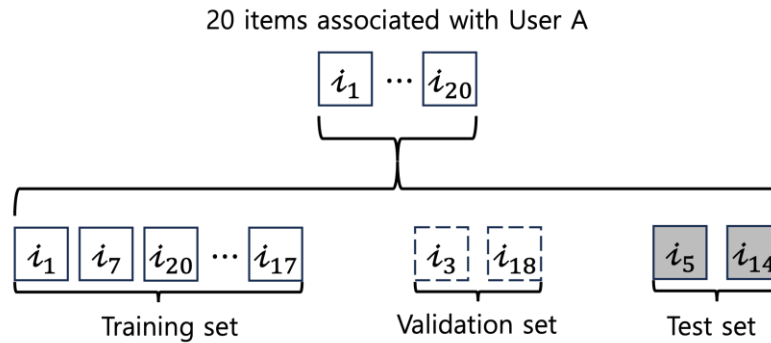 20 items associated with User A
i₁ ⋯ i₂₀
i₁ i₇ i₂₀ ⋯ i₁₇ i₃ i₁₈ i₅ i₁₄
Training set Validation set Test set